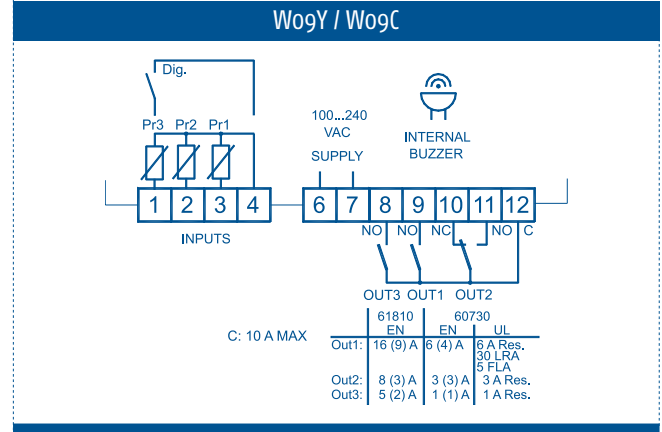 W09Y / W09C
Dig.
Pr3 Pr2 Pr1
100...240
VAC
SUPPLY
INTERNAL
BUZZER
1 2 3 4 6 7 8 9 10 11 12
INPUTS
NO NO NC NO C
OUT3 OUT1 OUT2
C: 10 A MAX
61810 60730
EN EN UL
Out1: 16 (9) A 6 (4) A 6 A Res.
30 LRA
5 FLA
Out2: 8 (3) A 3 (3) A 3 A Res.
Out3: 5 (2) A 1 (1) A 1 A Res.